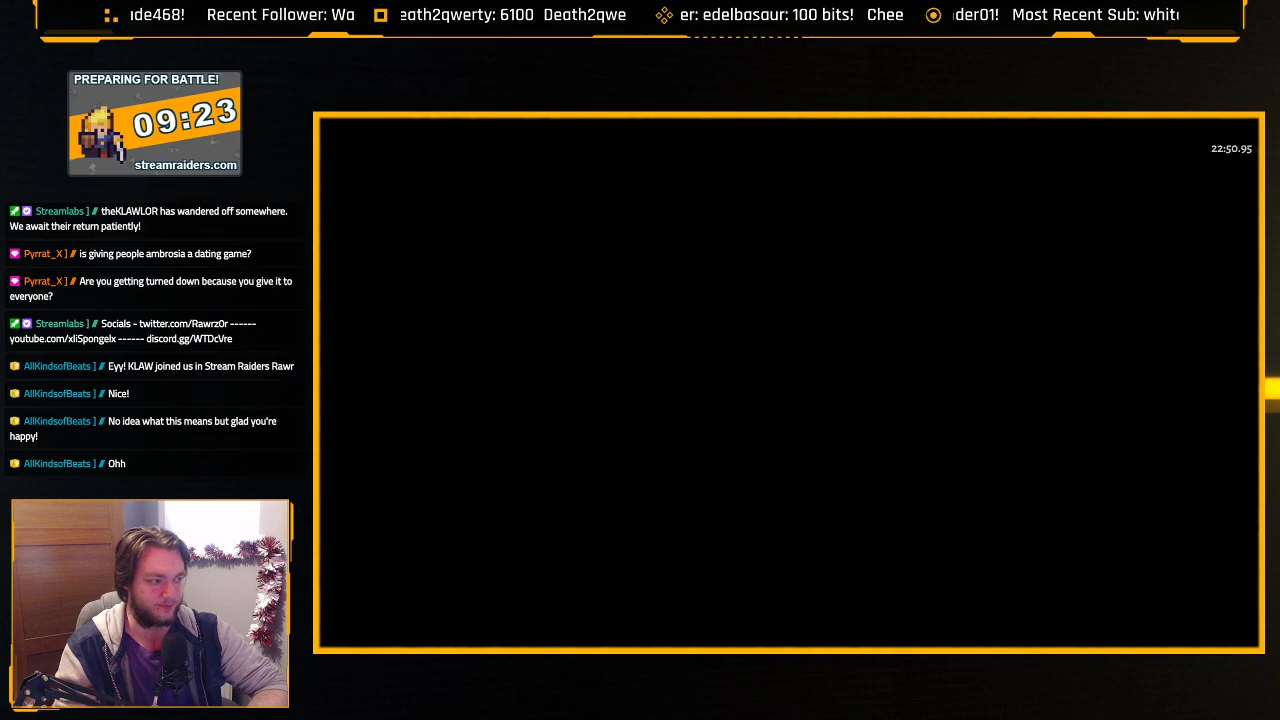 ade468! Recent Follower: Wa
eath2qwerty: 6100 Death2qwe
er: edelbasaur: 100 bits! Chee
der01! Most Recent Sub: whit
PREPARING FOR BATTLE!
09:23
streamraiders.com
22:50.95
Streamlabs ] // theKLAWLOR has wandered off somewhere.
We await their return patiently!
Pyrrat_X ] // is giving people ambrosia a dating game?
Pyrrat_X ] // Are you getting turned down because you give it to
everyone?
Streamlabs ] // Socials - twitter.com/Rawrz0r ------
youtube.com/xliSpongelx ------ discord.gg/WTDcVre
AllKindsofBeats ] // Eyy! KLAW joined us in Stream Raiders Rawr
AllKindsofBeats ] // Nice!
AllKindsofBeats ] // No idea what this means but glad you're
happy!
AllKindsofBeats ] // Ohh